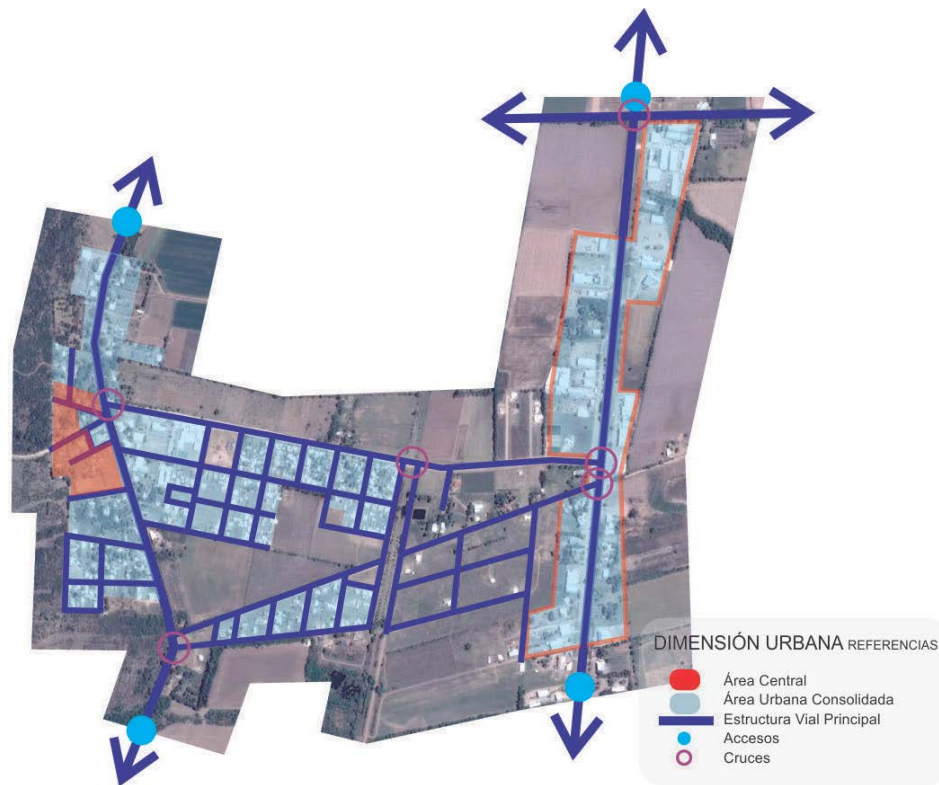 DIMENSIÓN URBANA REFERENCIAS
Área Central
Área Urbana Consolidada
Estructura Vial Principal
Accesos
Cruces